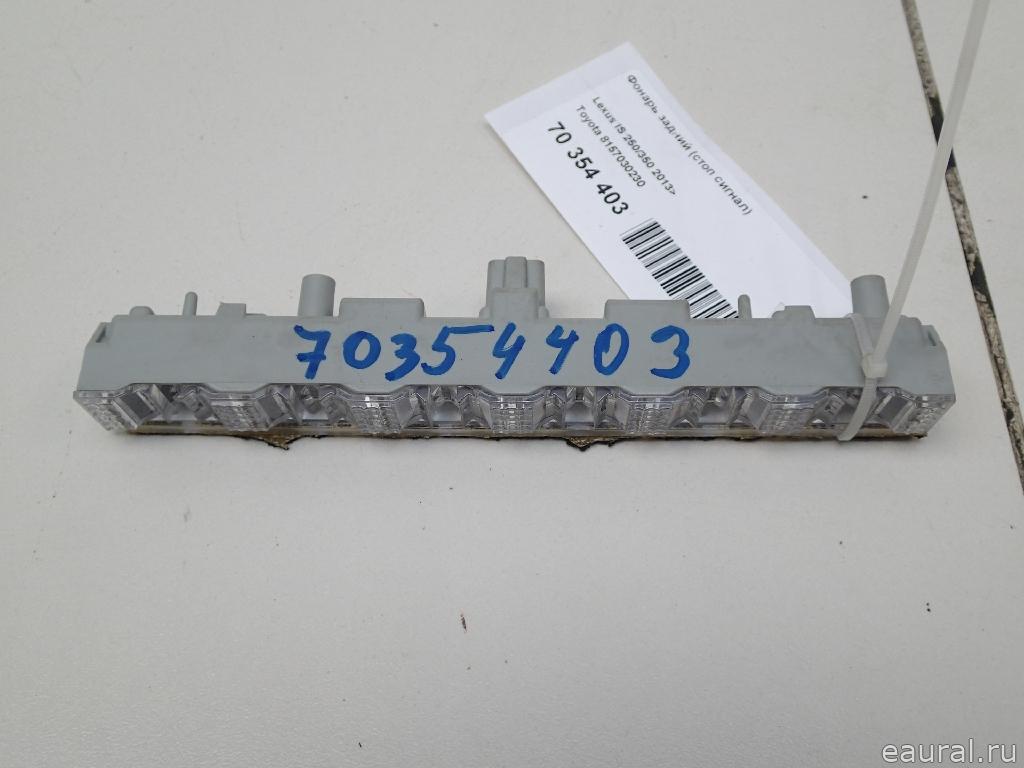 Фонарь задний (стоп сигнал)
Lexus IS 250/350 2013>
Toyota 8157030230
70 354 403
70354403
eaural.ru